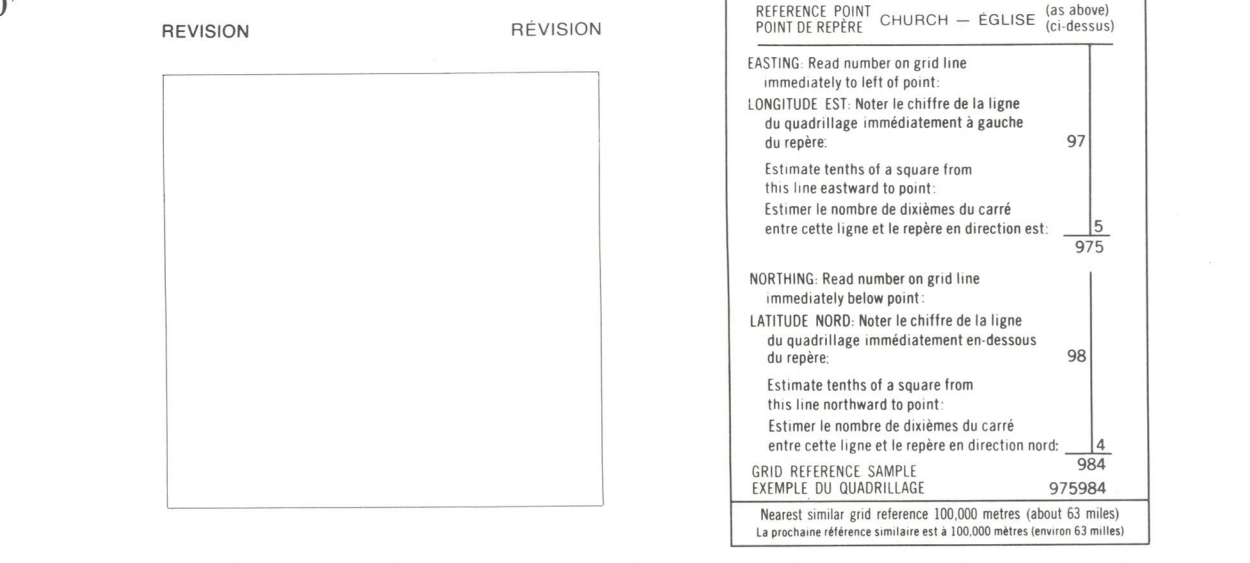 REVISION
RÉVISION
REFERENCE POINT
POINT DE REPÈRE
CHURCH — ÉGLISE
(as above)
(ci-dessus)
EASTING: Read number on grid line
immediately to left of point:
LONGITUDE EST: Noter le chiffre de la ligne
du quadrillage immédiatement à gauche
du repère: 97
Estimate tenths of a square from
this line eastward to point:
Estimer le nombre de dixièmes du carré
entre cette ligne et le repère en direction est: 5
975
NORTHING: Read number on grid line
immediately below point:
LATITUDE NORD: Noter le chiffre de la ligne
du quadrillage immédiatement en-dessous
du repère: 98
Estimate tenths of a square from
this line northward to point:
Estimer le nombre de dixièmes du carré
entre cette ligne et le repère en direction nord: 4
984
GRID REFERENCE SAMPLE
EXEMPLE DU QUADRILLAGE 975984
Nearest similar grid reference 100,000 metres (about 63 miles)
La prochaine référence similaire est à 100,000 mètres (environ 63 milles)